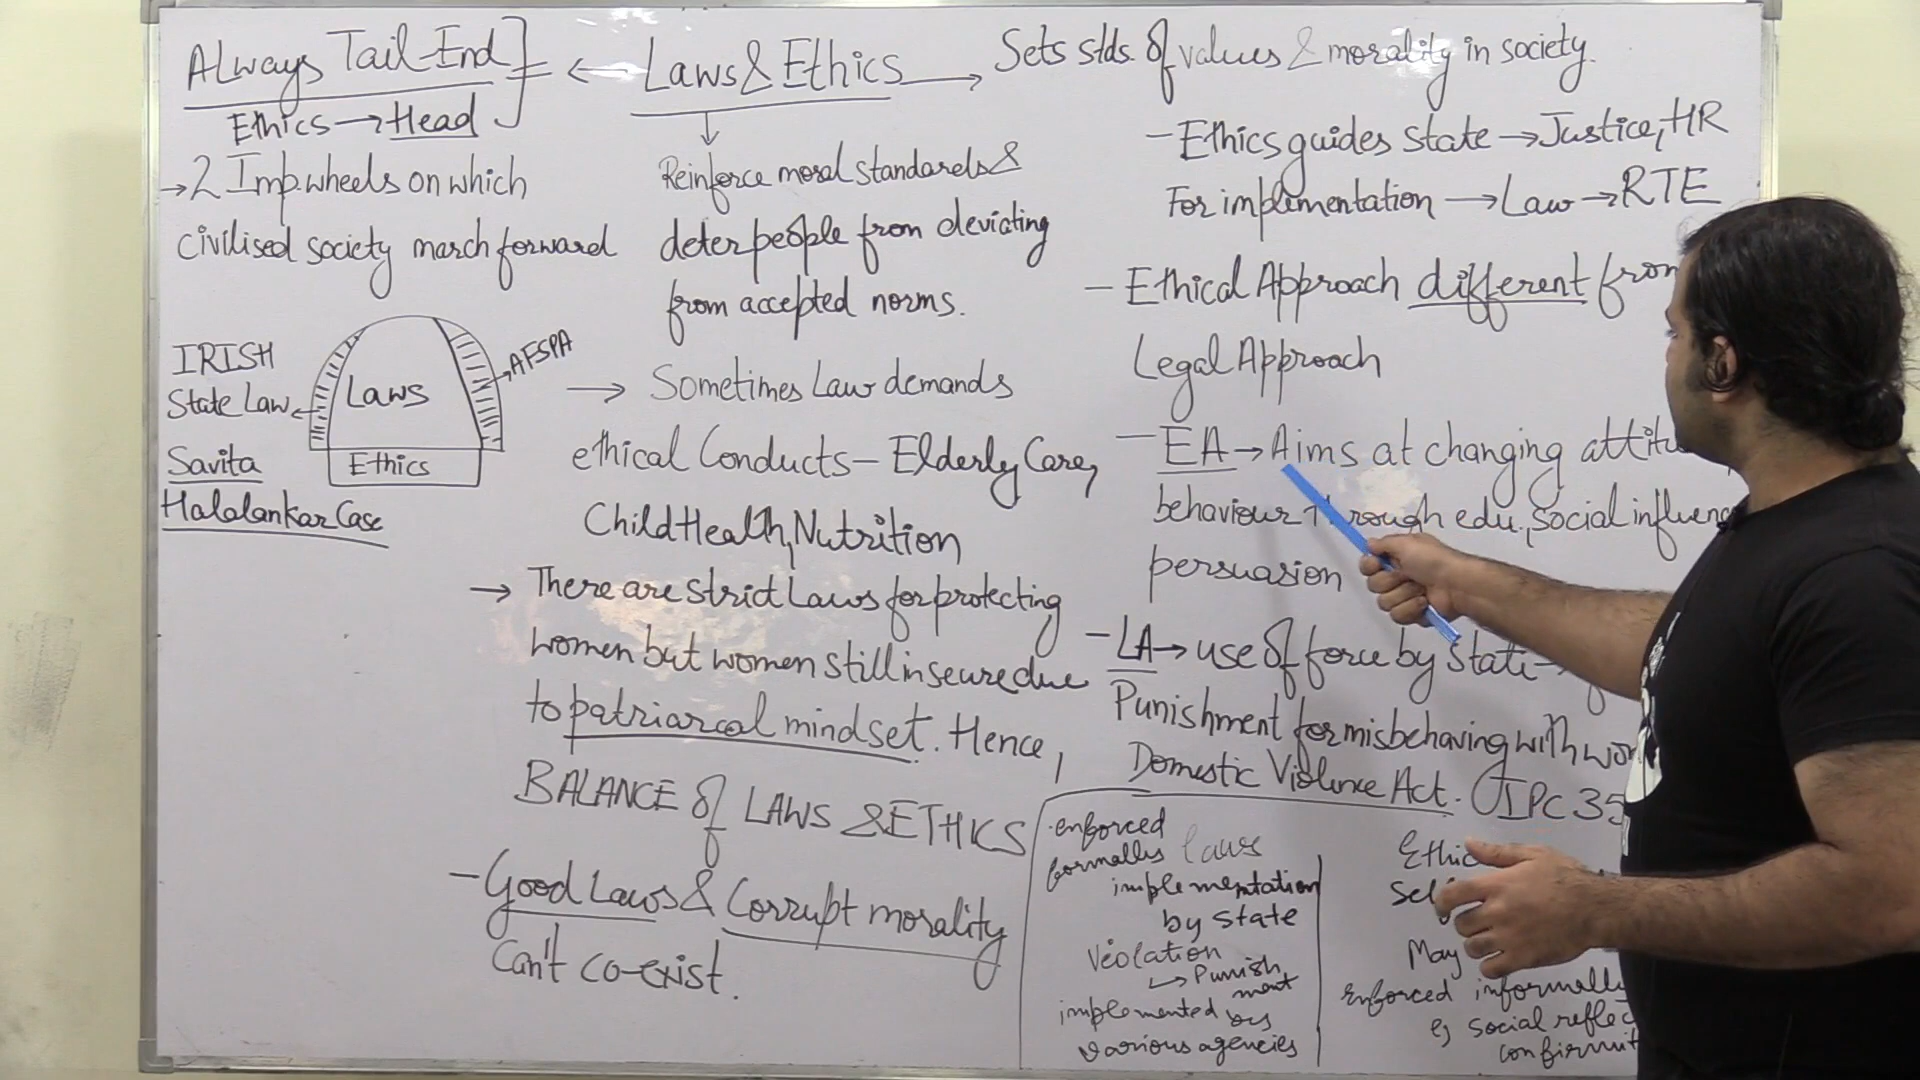 Always Tail-End
Ethics → Head
← Laws & Ethics →
Sets stds. of values & morality in society.
→ 2 Imp. wheels on which
civilised society march forward
IRISH
State Law
Savita
Halalankar Case
Laws
Ethics
AFSPA
Reinforce moral standards &
deter people from deviating
from accepted norms.
→ Sometimes Law demands
ethical Conducts - Elderly Care,
Child Health, Nutrition
→ There are strict Laws for protecting
women but women still insecure due
to patriarcal mindset. Hence,
BALANCE of LAWS & ETHICS
- Good Laws & Corrupt morality
Can't co-exist.
- Ethics guides state → Justice, HR
For implementation → Law → RTE
- Ethical Approach different from
Legal Approach
- EA → Aims at changing
behaviour through edu., social
persuasion
- LA → use of force by state
Punishment for misbehaving with
Domestic Violence Act. IPC
enforced
formally laws
implementation
by state
Violation
↳ Punish
ment
implemented by
various agencies
May
Enforced informally
eg social